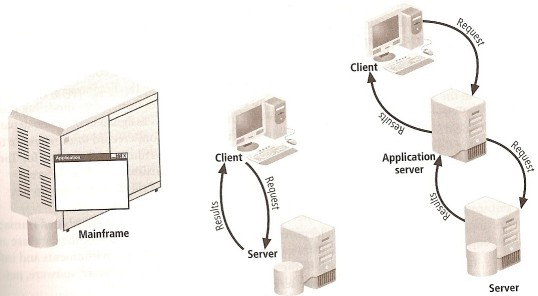 Application
Mainframe
Client
Request
Results
Server
Client
Request
Results
Application
server
Request
Results
Server